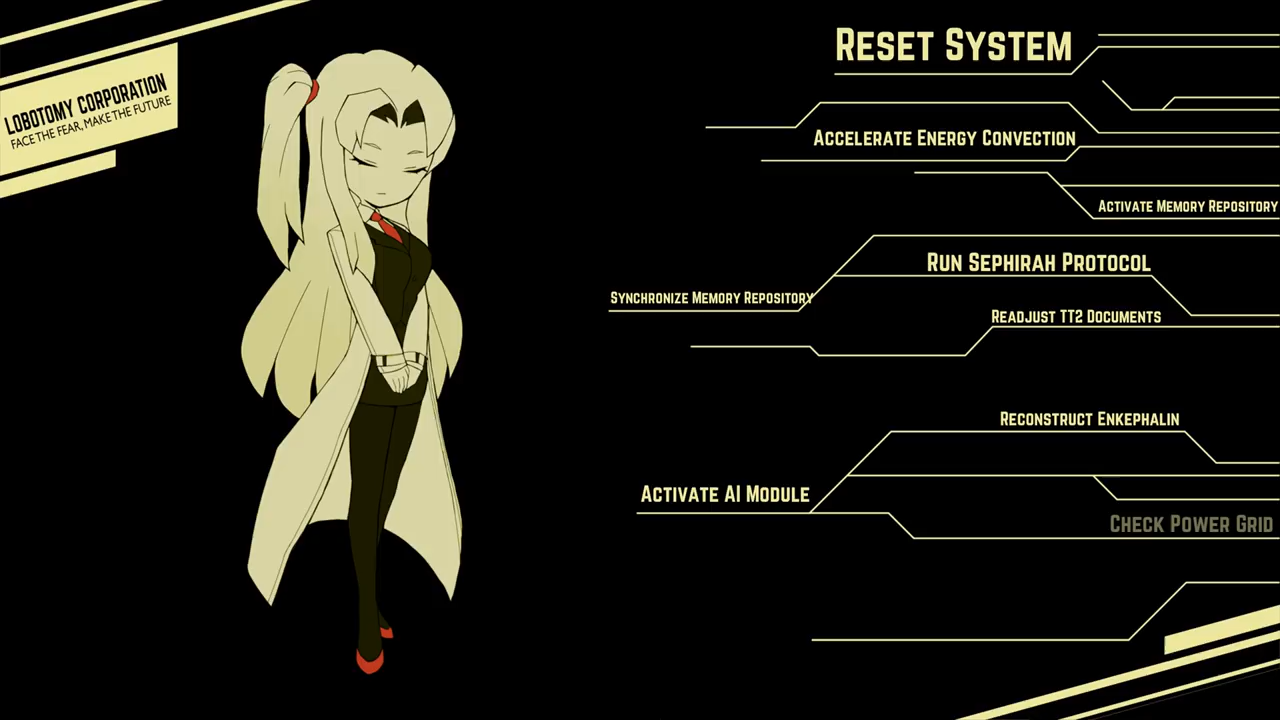 LOBOTOMY CORPORATION
FACE THE FEAR, MAKE THE FUTURE
RESET SYSTEM
ACCELERATE ENERGY CONVECTION
ACTIVATE MEMORY REPOSITORY
RUN SEPHIRAH PROTOCOL
SYNCHRONIZE MEMORY REPOSITORY
READJUST TT2 DOCUMENTS
RECONSTRUCT ENKEPHALIN
ACTIVATE AI MODULE
CHECK POWER GRID